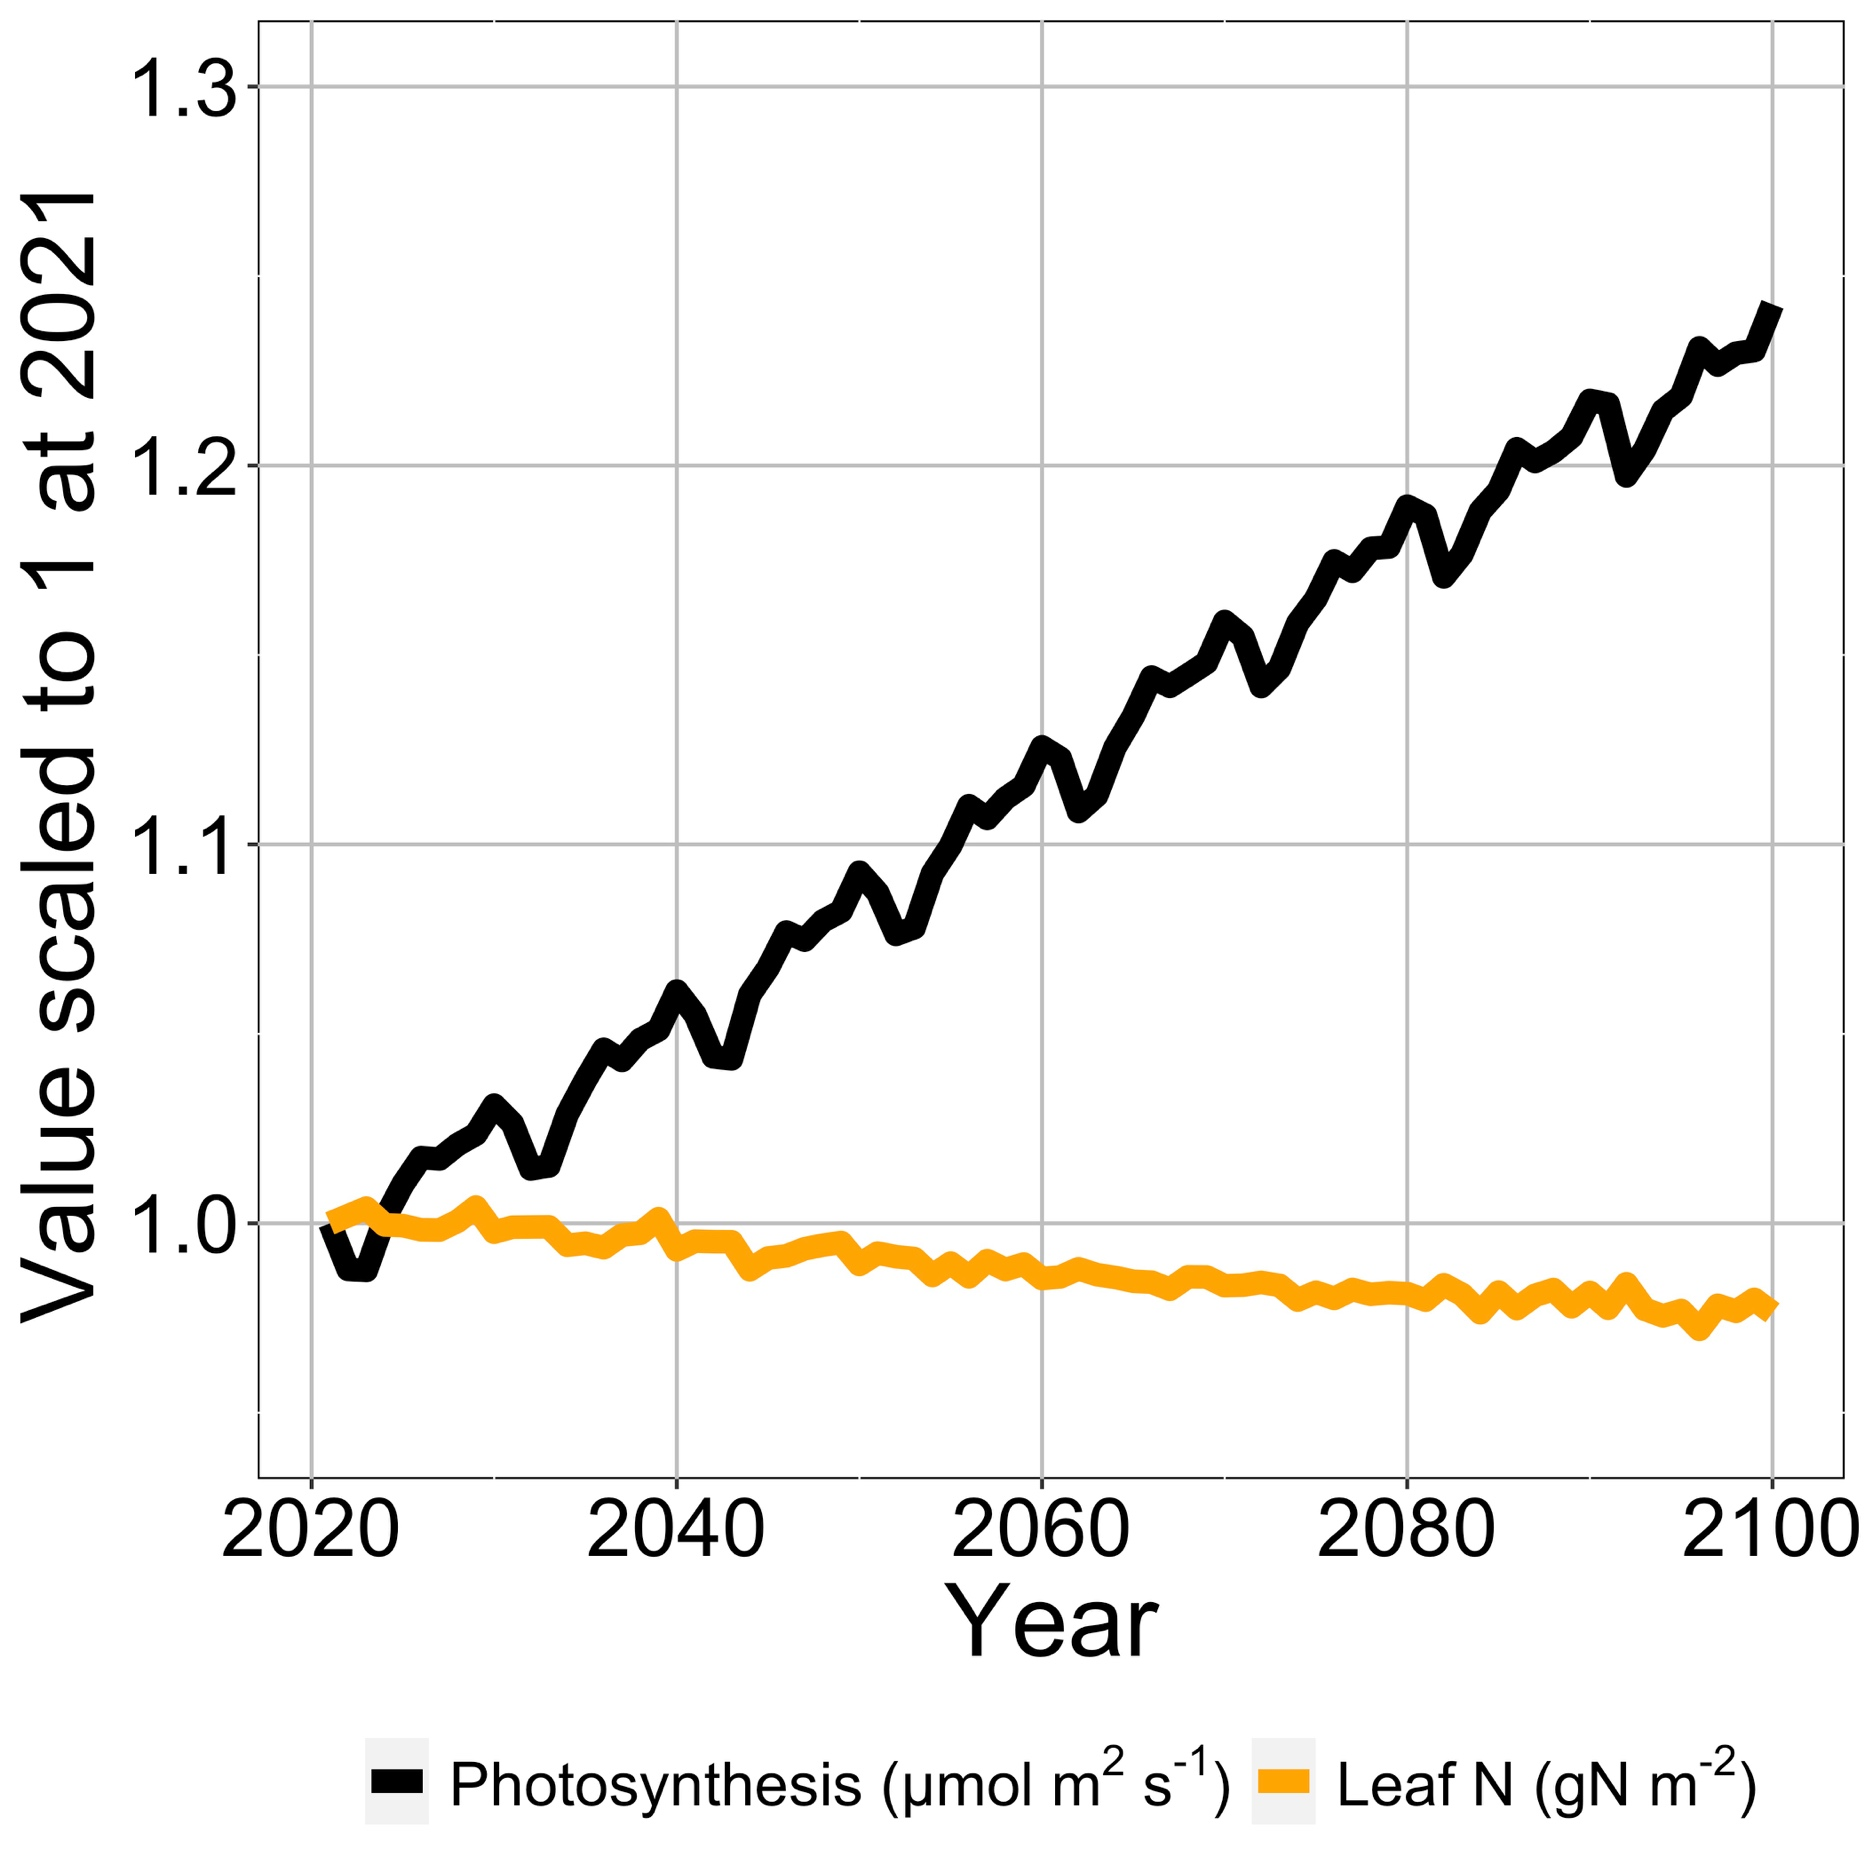 Value scaled to 1 at 2021
1.3
1.2
1.1
1.0
2020 2040 2060 2080 2100
Year
Photosynthesis (μmol m² s⁻¹) Leaf N (gN m⁻²)